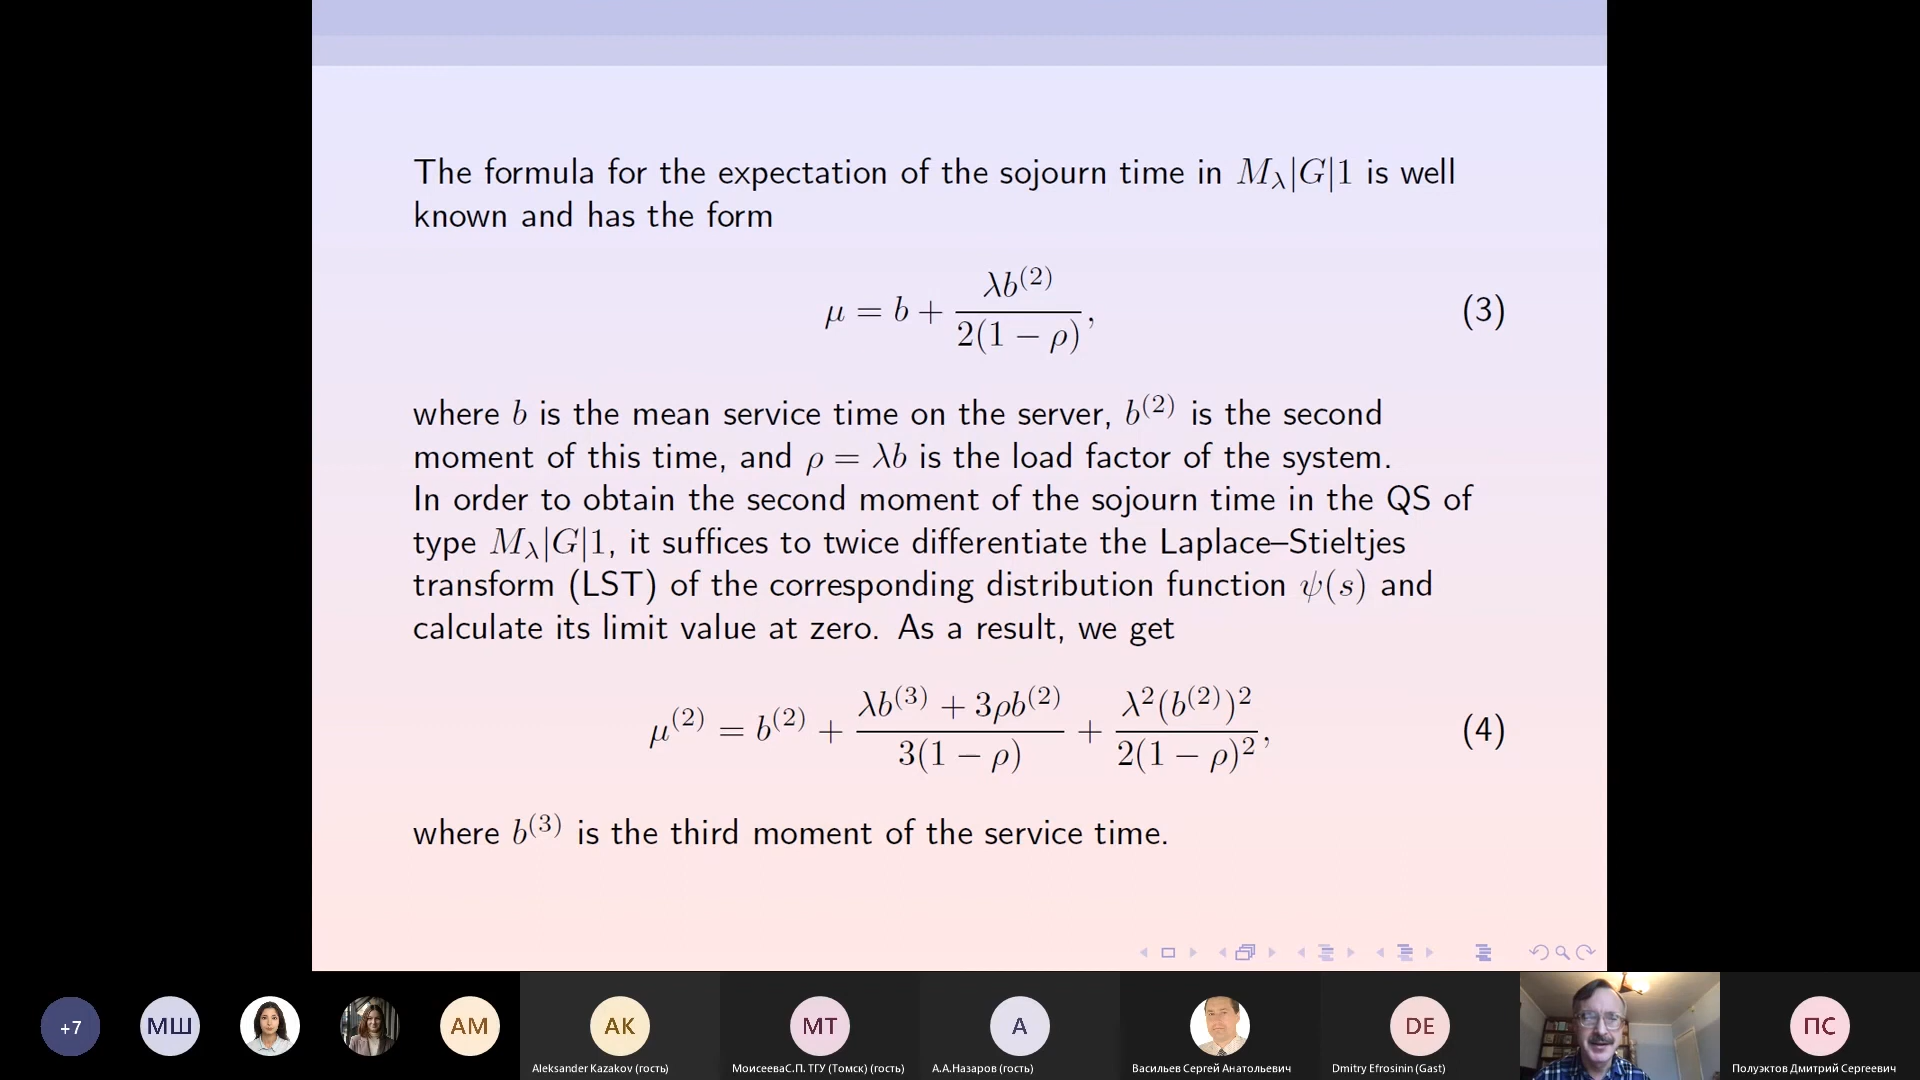 The formula for the expectation of the sojourn time in M_λ|G|1 is well
known and has the form
μ = b + λb^(2) / 2(1 − ρ), (3)
where b is the mean service time on the server, b^(2) is the second
moment of this time, and ρ = λb is the load factor of the system.
In order to obtain the second moment of the sojourn time in the QS of
type M_λ|G|1, it suffices to twice differentiate the Laplace–Stieltjes
transform (LST) of the corresponding distribution function ψ(s) and
calculate its limit value at zero. As a result, we get
μ^(2) = b^(2) + (λb^(3) + 3ρb^(2)) / 3(1 − ρ) + λ^2(b^(2))^2 / 2(1 − ρ)^2, (4)
where b^(3) is the third moment of the service time.
+7
МШ
AM
AK
МТ
А
DE
ПС
Aleksander Kazakov (гость)
МоисееваС.П. ТГУ (Томск) (гость)
А.А.Назаров (гость)
Васильев Сергей Анатольевич
Dmitry Efrosinin (Gast)
Полуэктов Дмитрий Сергеевич